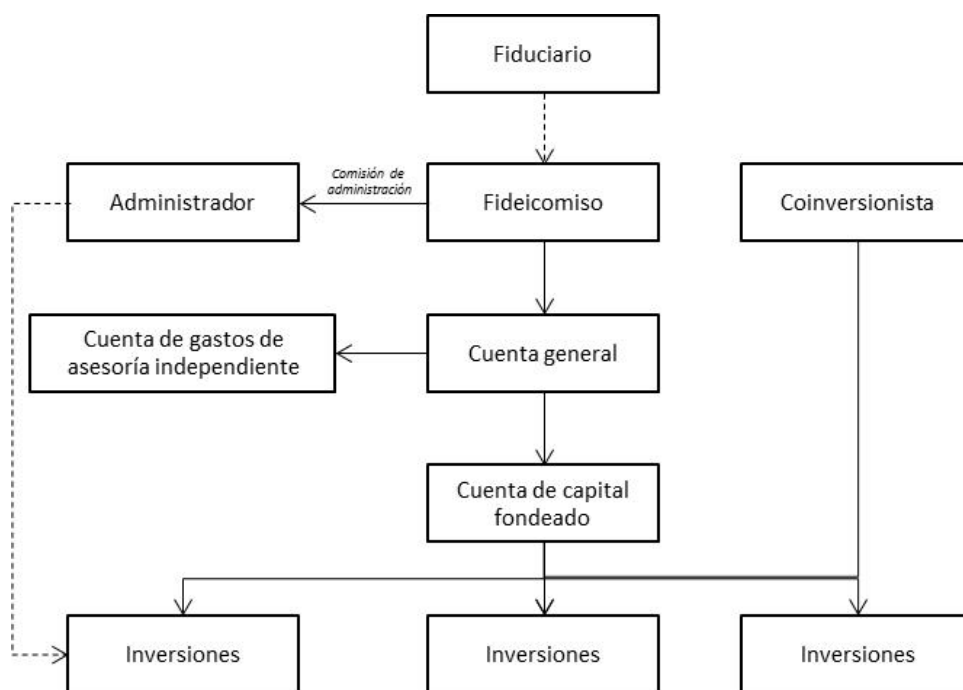 Fiduciario
Comisión de
administración
Administrador
Fideicomiso
Coinversionista
Cuenta de gastos de
asesoría independiente
Cuenta general
Cuenta de capital
fondeado
Inversiones
Inversiones
Inversiones